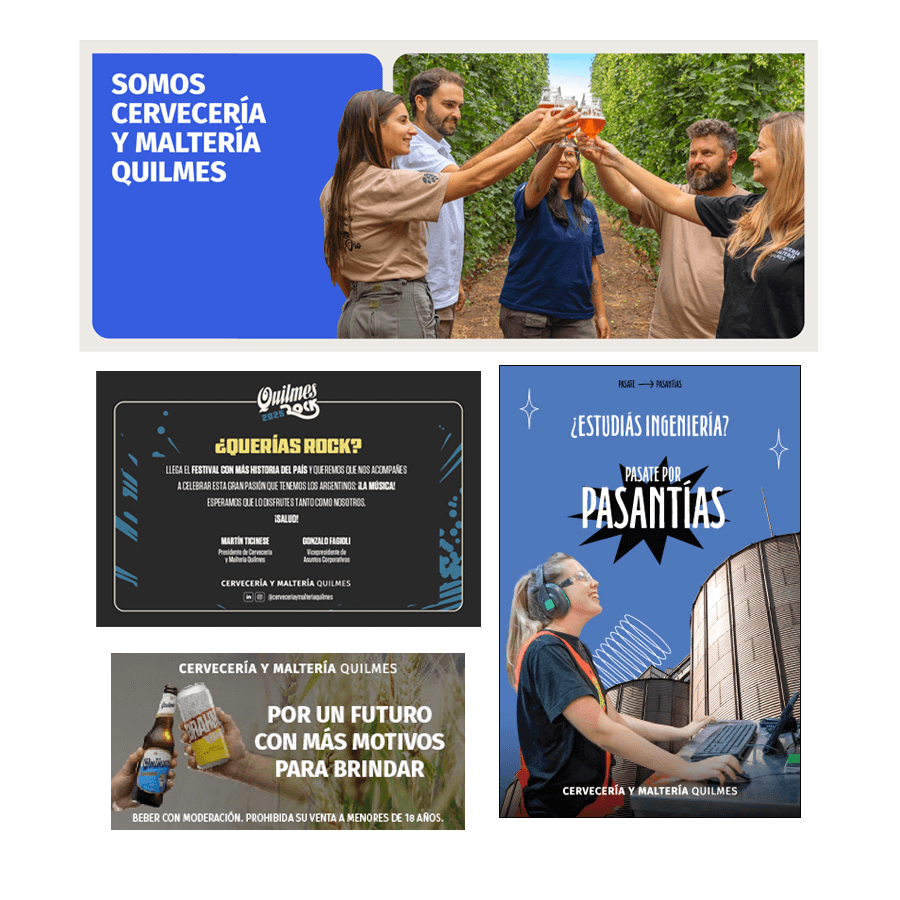 SOMOS
CERVECERÍA
Y MALTERÍA
QUILMES
Quilmes
Rock
2025
¿QUERÍAS ROCK?
LLEGA EL FESTIVAL CON MÁS HISTORIA DEL PAÍS Y QUEREMOS QUE NOS ACOMPAÑES
A CELEBRAR ESTA GRAN PASIÓN QUE TENEMOS LOS ARGENTINOS: ¡LA MÚSICA!
ESPERAMOS QUE LO DISFRUTES TANTO COMO NOSOTROS.
¡SALUD!
MARTÍN TICINESE
Presidente de Cervecería
y Maltería Quilmes
GONZALO FAGIOLI
Vicepresidente de
Asuntos Corporativos
CERVECERÍA Y MALTERÍA QUILMES
@cerveceriaymalteriaquilmes
PASATE → PASANTÍAS
¿ESTUDIÁS INGENIERÍA?
PASATE POR
PASANTÍAS
CERVECERÍA Y MALTERÍA QUILMES
CERVECERÍA Y MALTERÍA QUILMES
Quilmes
BRAHMA
POR UN FUTURO
CON MÁS MOTIVOS
PARA BRINDAR
BEBER CON MODERACIÓN. PROHIBIDA SU VENTA A MENORES DE 18 AÑOS.